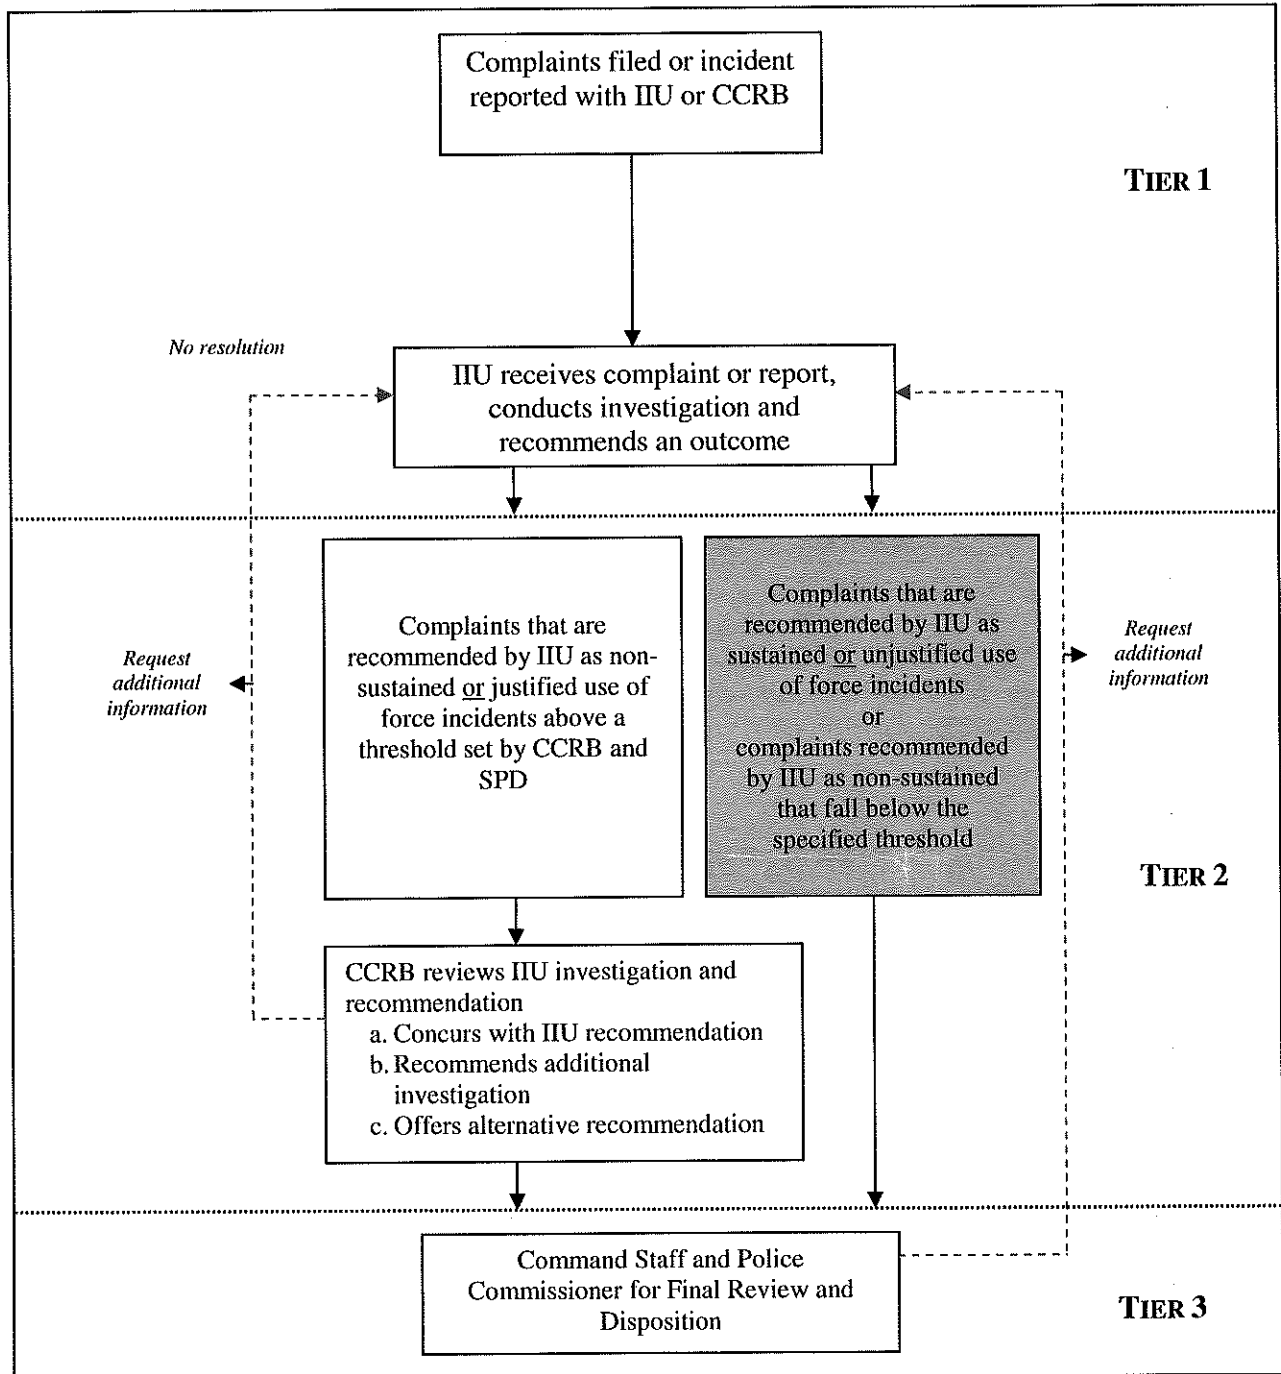 Complaints filed or incident
reported with IIU or CCRB
TIER 1
No resolution
IIU receives complaint or report,
conducts investigation and
recommends an outcome
Complaints that are
recommended by IIU as non-
sustained or justified use of
force incidents above a
threshold set by CCRB and
SPD
Complaints that are
recommended by IIU as
sustained or unjustified use
of force incidents
or
complaints recommended
by IIU as non-sustained
that fall below the
specified threshold
Request
additional
information
Request
additional
information
TIER 2
CCRB reviews IIU investigation and
recommendation
a. Concurs with IIU recommendation
b. Recommends additional
investigation
c. Offers alternative recommendation
Command Staff and Police
Commissioner for Final Review and
Disposition
TIER 3